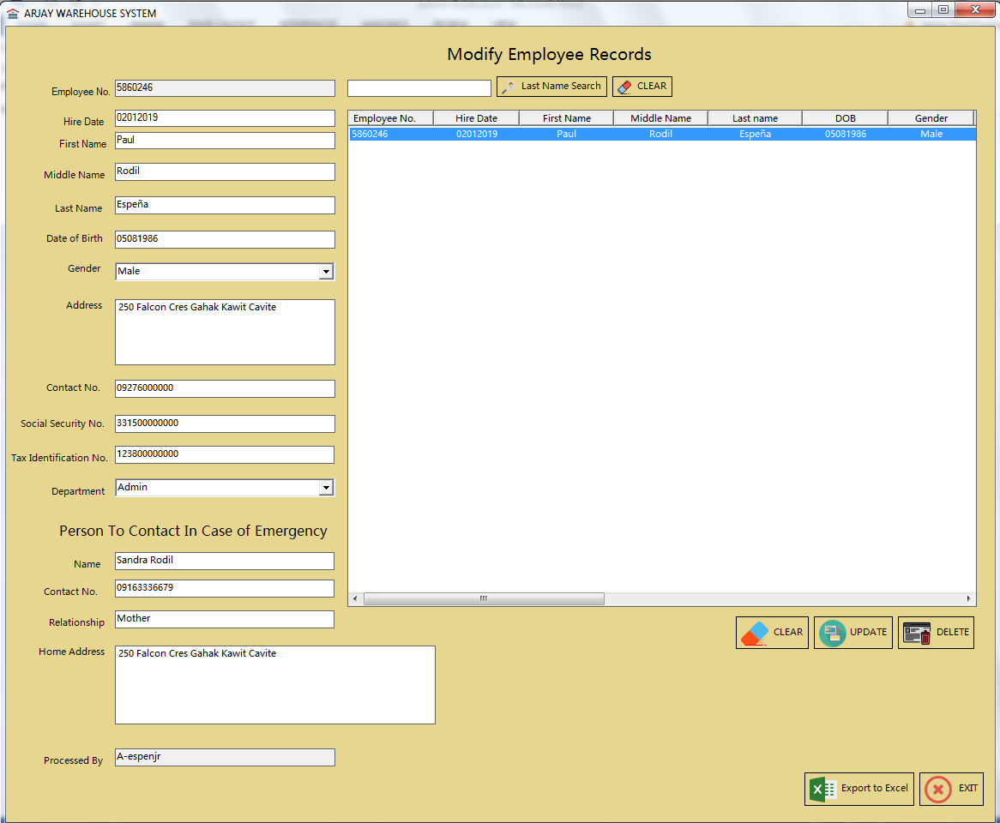 ARJAY WAREHOUSE SYSTEM
Modify Employee Records
Employee No. 5860246
Last Name Search CLEAR
Hire Date 02012019
First Name Paul
Middle Name Rodil
Last Name Espeña
Date of Birth 05081986
Gender Male
Address 250 Falcon Cres Gahak Kawit Cavite
Contact No. 09276000000
Social Security No. 331500000000
Tax Identification No. 123800000000
Department Admin
Employee No. Hire Date First Name Middle Name Last name DOB Gender
5860246 02012019 Paul Rodil Espeña 05081986 Male
Person To Contact In Case of Emergency
Name Sandra Rodil
Contact No. 09163336679
Relationship Mother
Home Address 250 Falcon Cres Gahak Kawit Cavite
CLEAR UPDATE DELETE
Processed By A-espenjr
Export to Excel EXIT